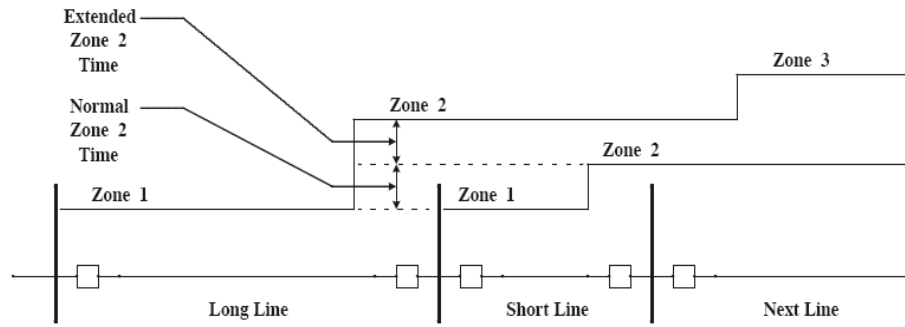 Extended
Zone 2
Time
Zone 3
Normal
Zone 2
Time
Zone 2
Zone 2
Zone 1
Zone 1
Long Line
Short Line
Next Line